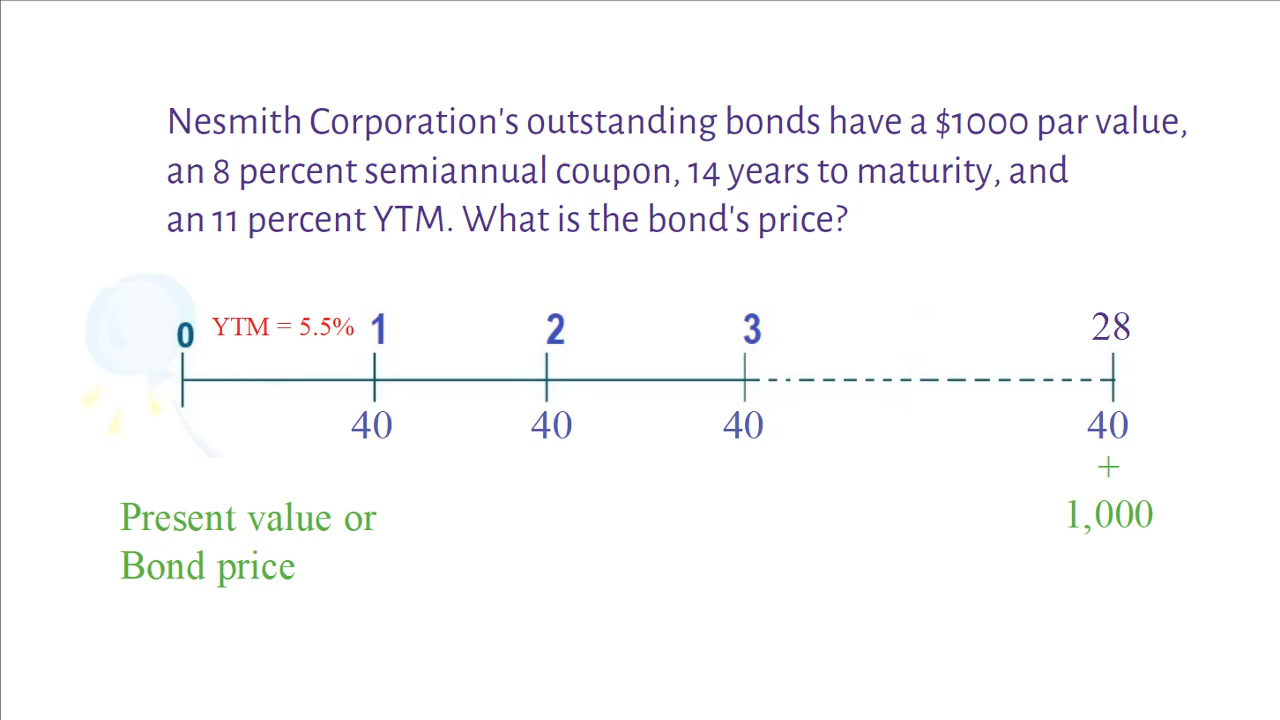 Nesmith Corporation's outstanding bonds have a $1000 par value,
an 8 percent semiannual coupon, 14 years to maturity, and
an 11 percent YTM. What is the bond's price?
0 YTM = 5.5% 1 2 3 28
40 40 40 40
+
1,000
Present value or
Bond price